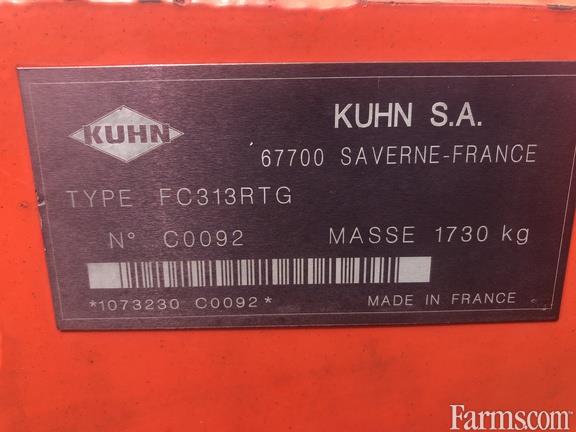 KUHN
KUHN S.A.
67700 SAVERNE-FRANCE
TYPE FC313RTG
N° C0092 MASSE 1730 kg
*1073230 C0092*
MADE IN FRANCE
Farms.com